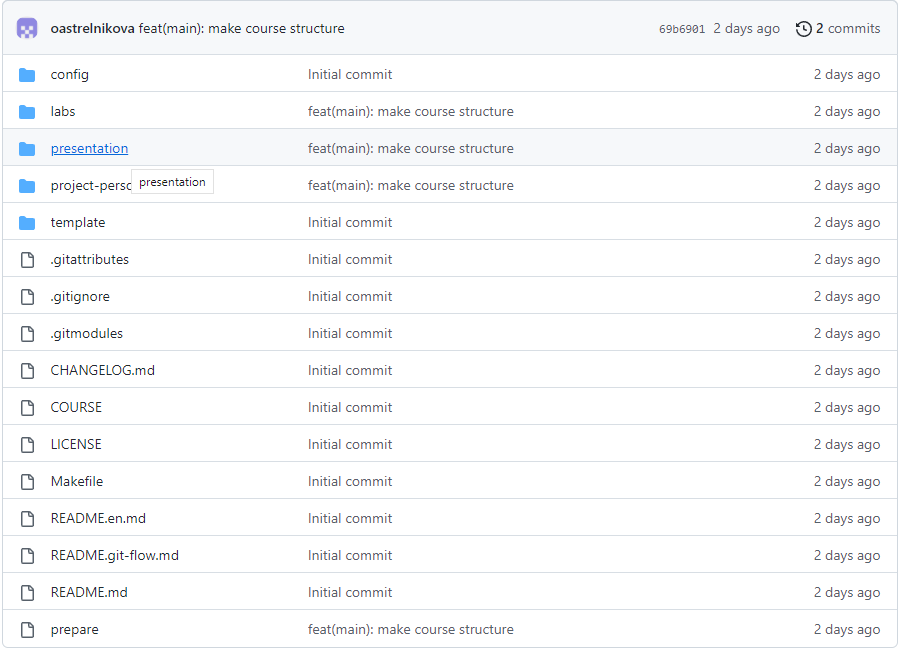 oastrelnikova feat(main): make course structure 69b6901 2 days ago 2 commits
config Initial commit 2 days ago
labs feat(main): make course structure 2 days ago
presentation feat(main): make course structure 2 days ago
project-perso feat(main): make course structure 2 days ago
presentation
template Initial commit 2 days ago
.gitattributes Initial commit 2 days ago
.gitignore Initial commit 2 days ago
.gitmodules Initial commit 2 days ago
CHANGELOG.md Initial commit 2 days ago
COURSE Initial commit 2 days ago
LICENSE Initial commit 2 days ago
Makefile Initial commit 2 days ago
README.en.md Initial commit 2 days ago
README.git-flow.md Initial commit 2 days ago
README.md Initial commit 2 days ago
prepare feat(main): make course structure 2 days ago